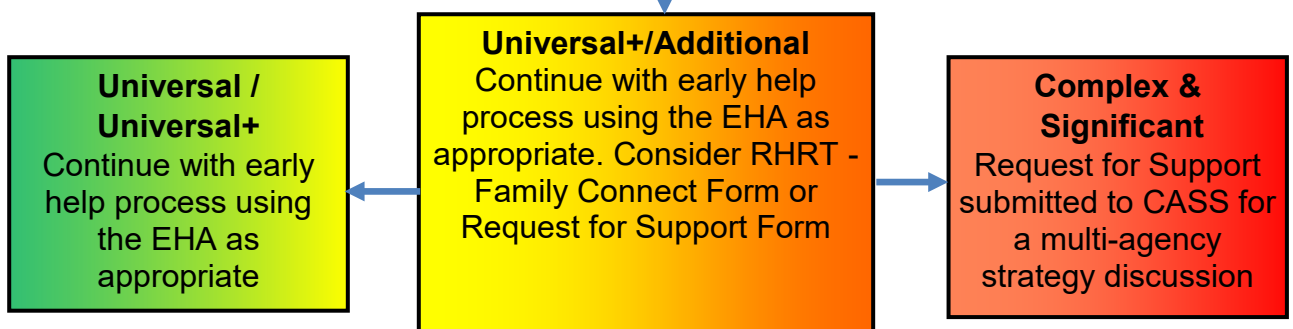 Universal /
Universal+
Continue with early
help process using
the EHA as
appropriate
Universal+/Additional
Continue with early help
process using the EHA as
appropriate. Consider RHRT -
Family Connect Form or
Request for Support Form
Complex &
Significant
Request for Support
submitted to CASS for
a multi-agency
strategy discussion